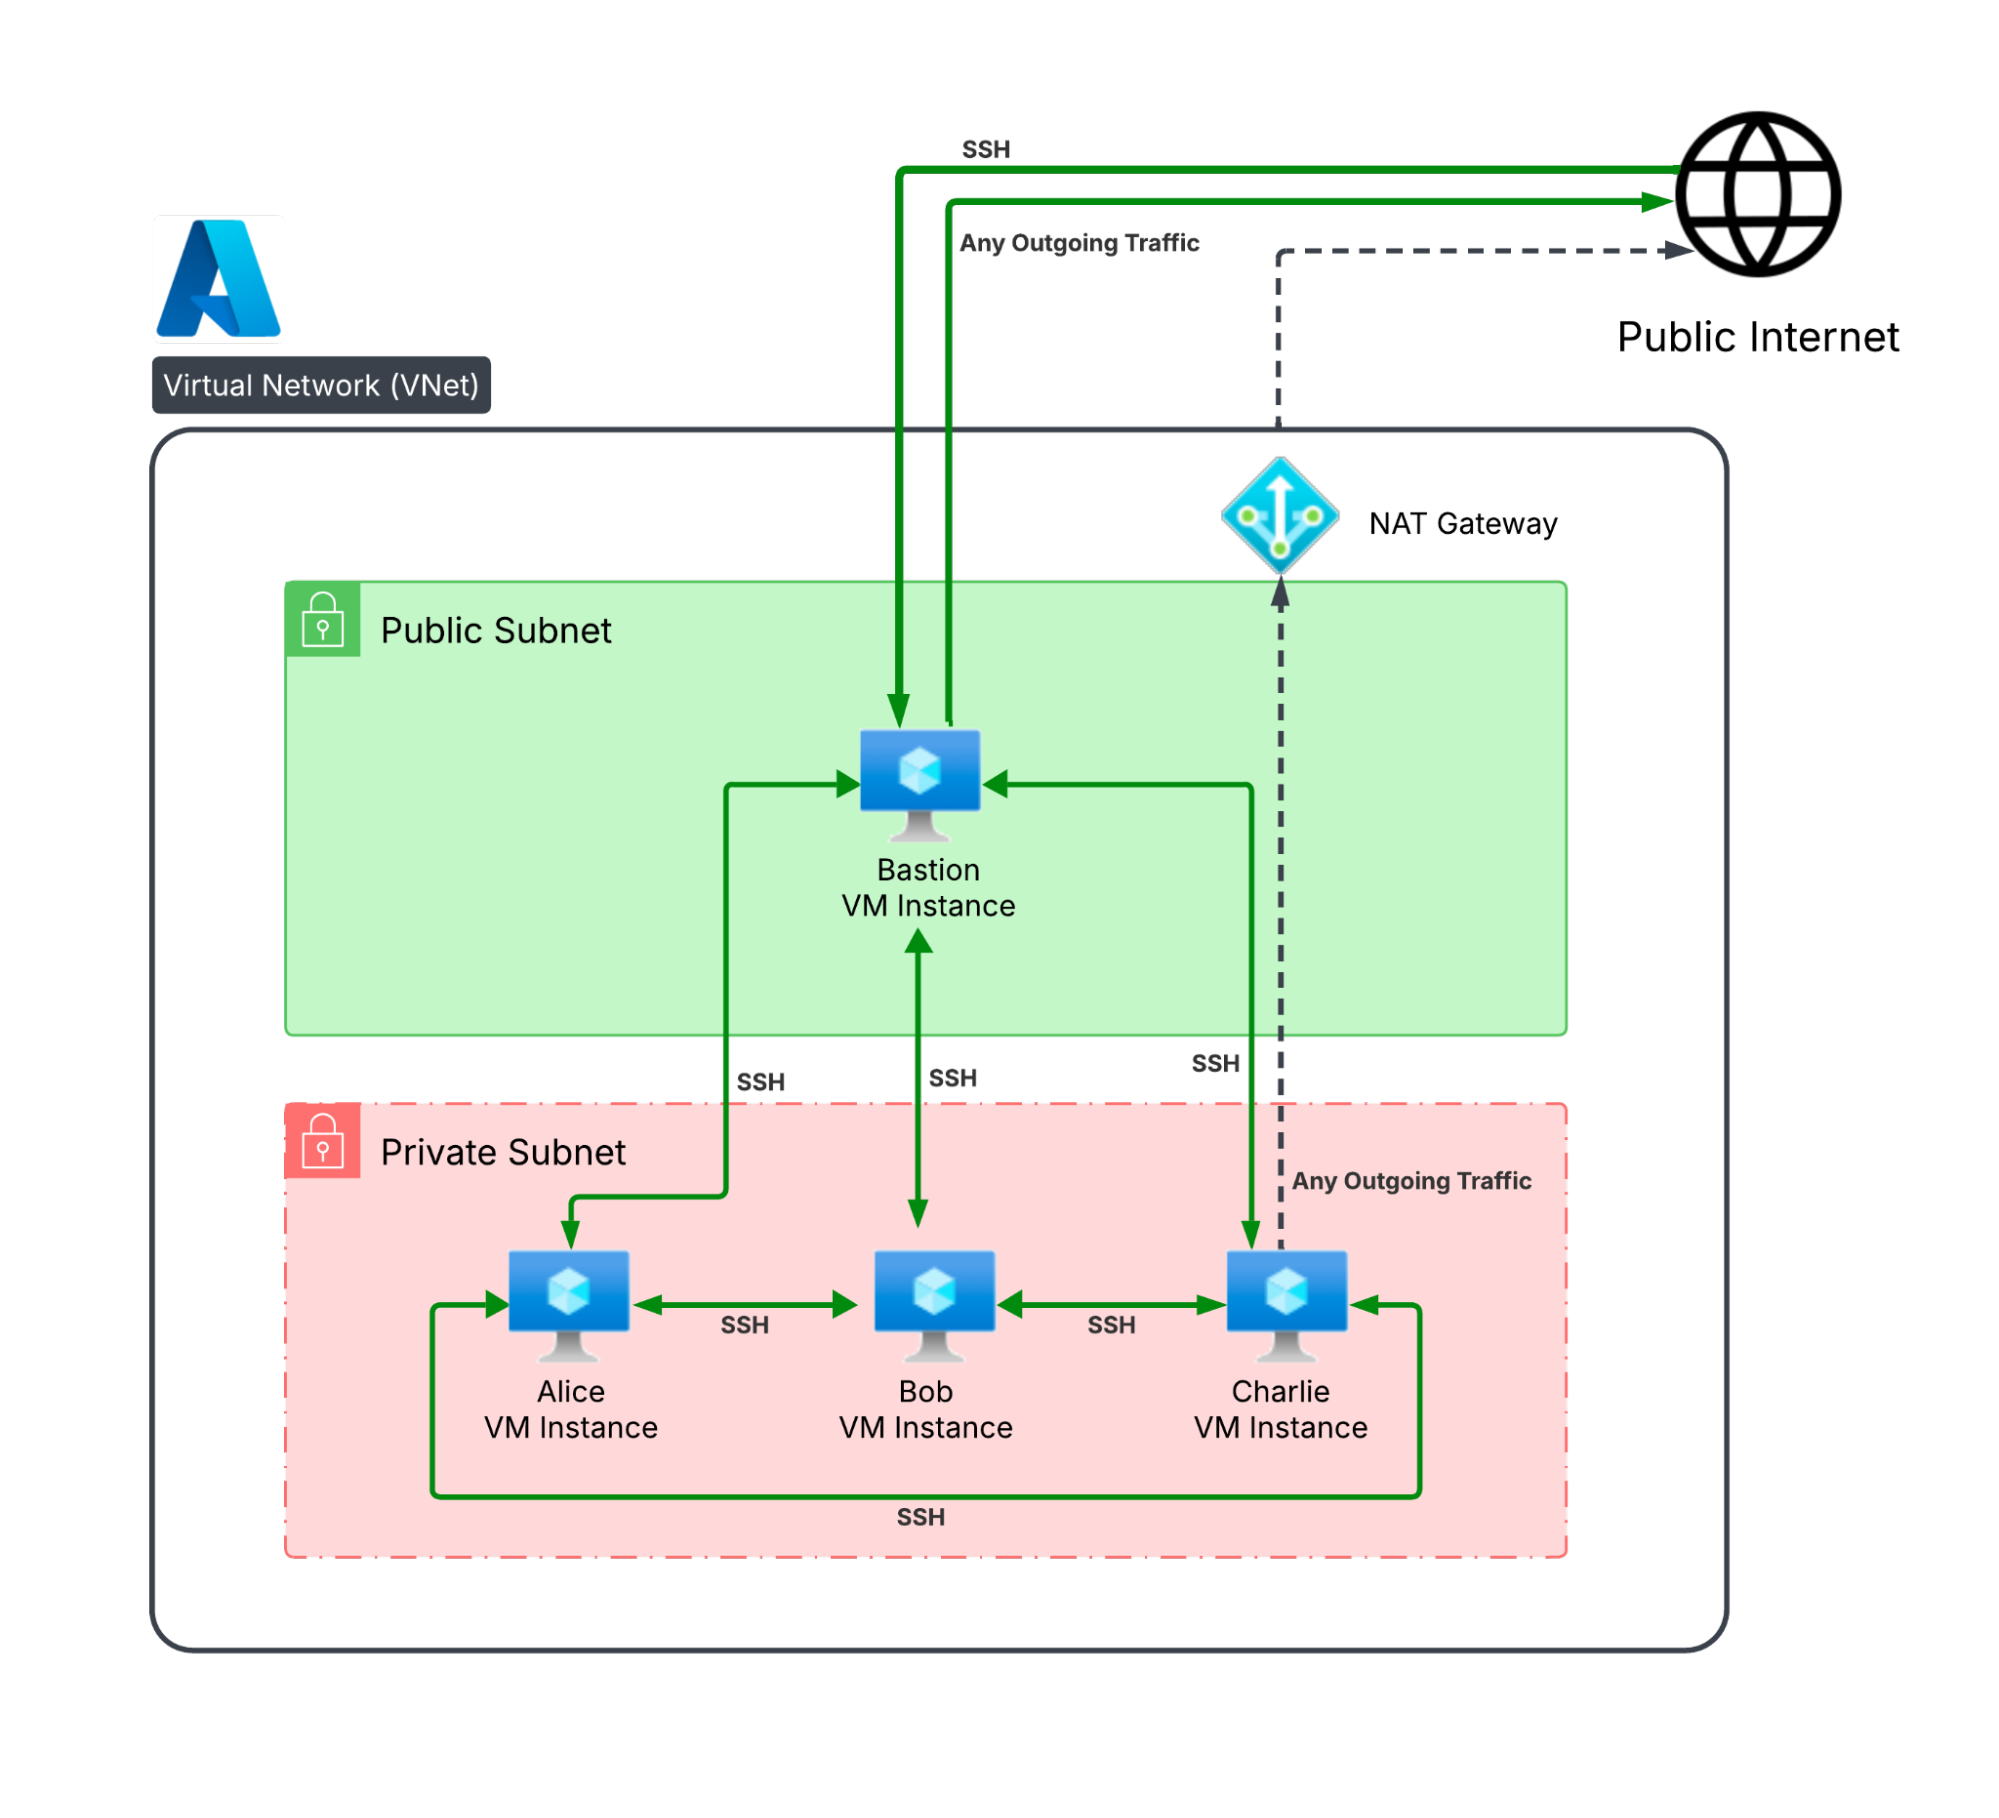 SSH
Any Outgoing Traffic
Public Internet
Virtual Network (VNet)
NAT Gateway
Public Subnet
Bastion
VM Instance
SSH
SSH
SSH
Private Subnet
Any Outgoing Traffic
SSH
SSH
Alice
VM Instance
Bob
VM Instance
Charlie
VM Instance
SSH